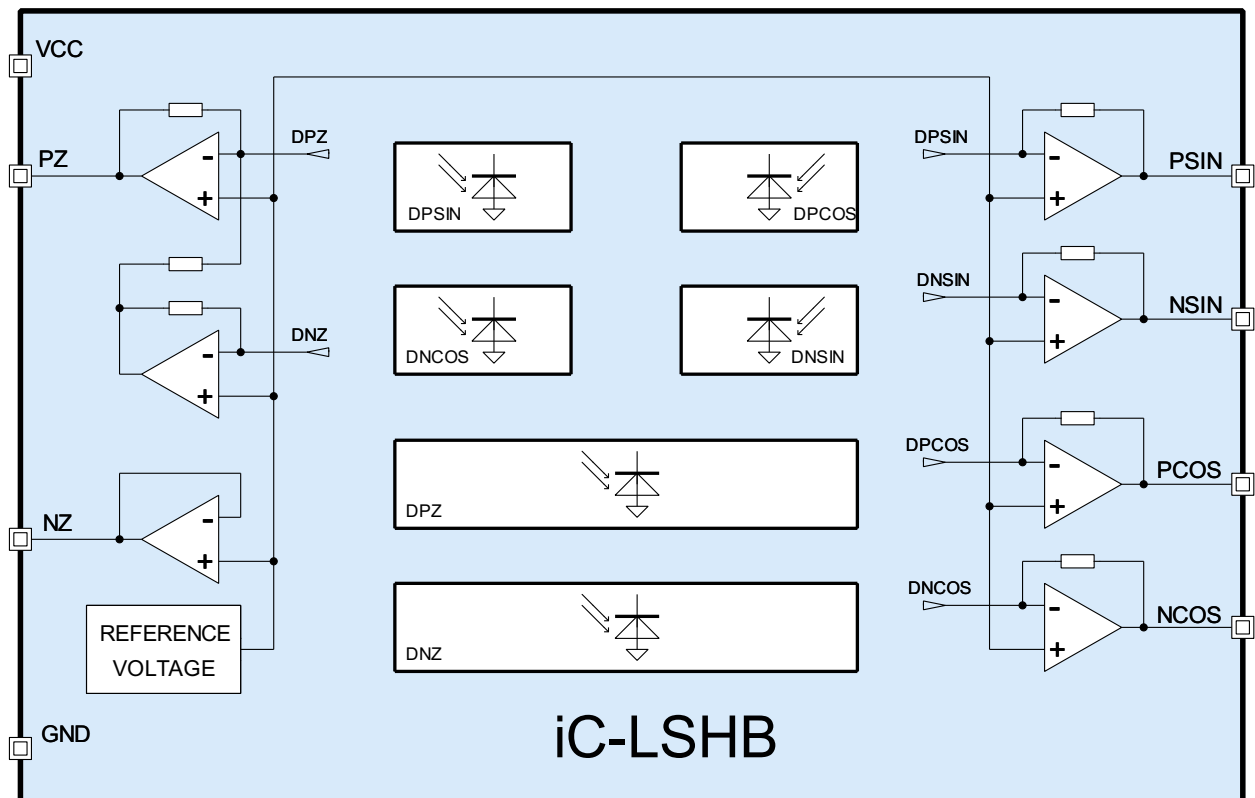 VCC
PZ
DPZ
-
+
DNZ
-
+
NZ
-
+
REFERENCE
VOLTAGE
GND
DPSIN
DPCOS
DNCOS
DNSIN
DPZ
DNZ
iC-LSHB
DPSIN
-
+
PSIN
DNSIN
-
+
NSIN
DPCOS
-
+
PCOS
DNCOS
-
+
NCOS